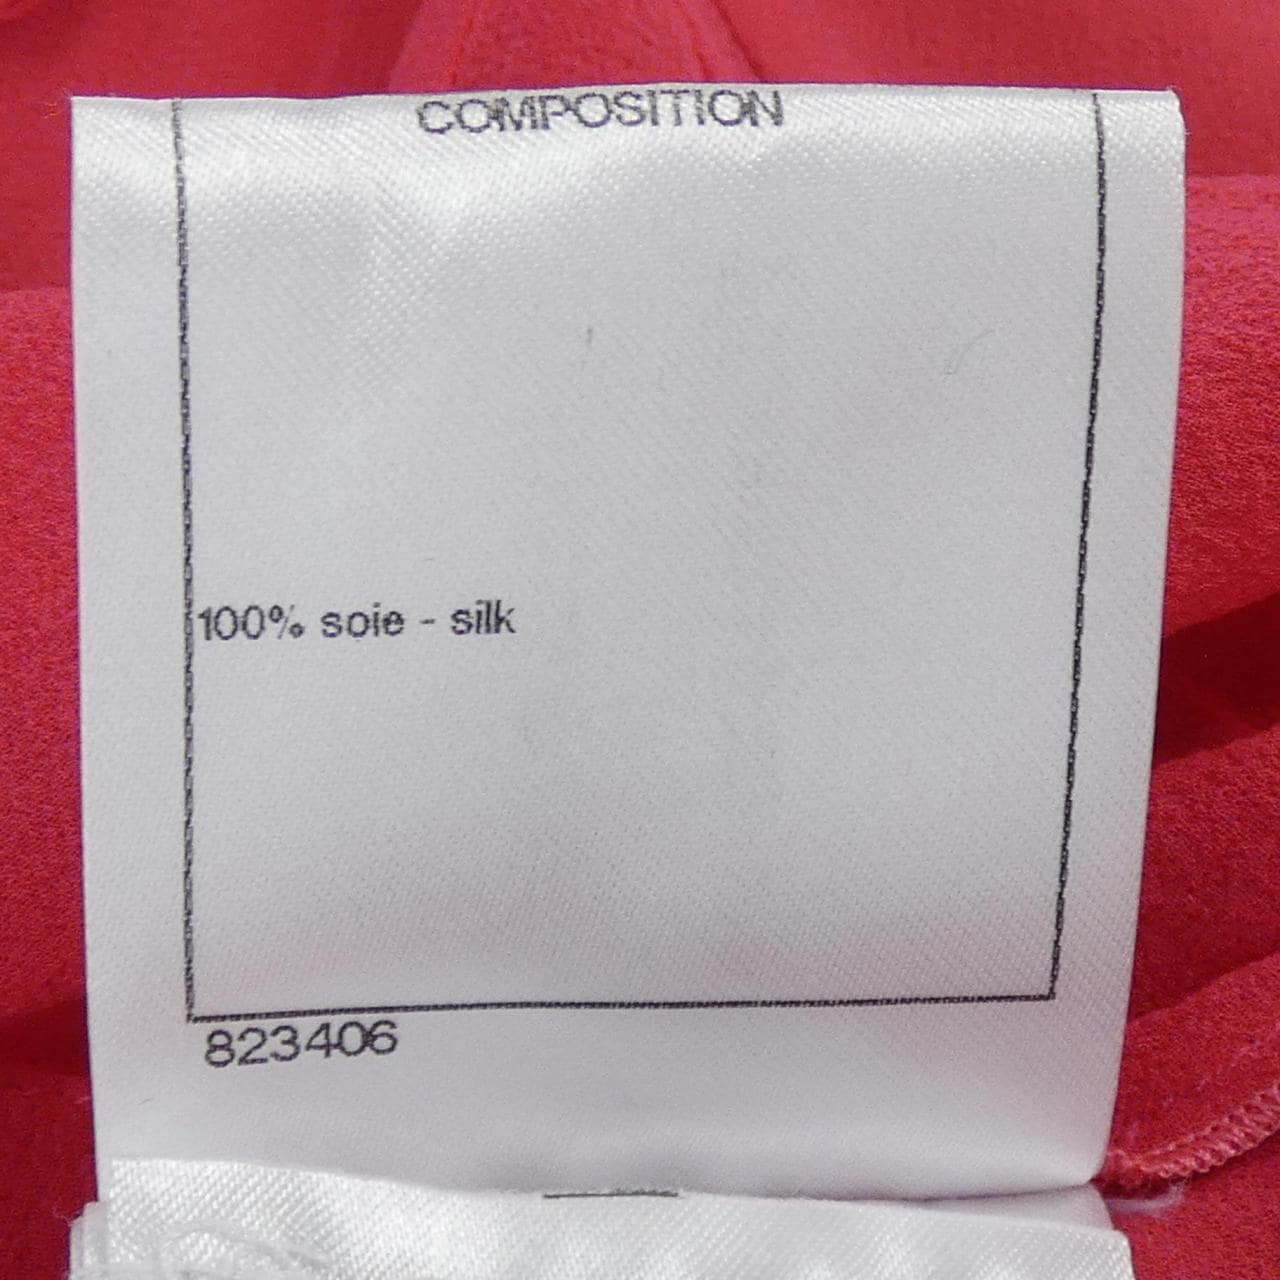 COMPOSITION
100% soie - silk
823406